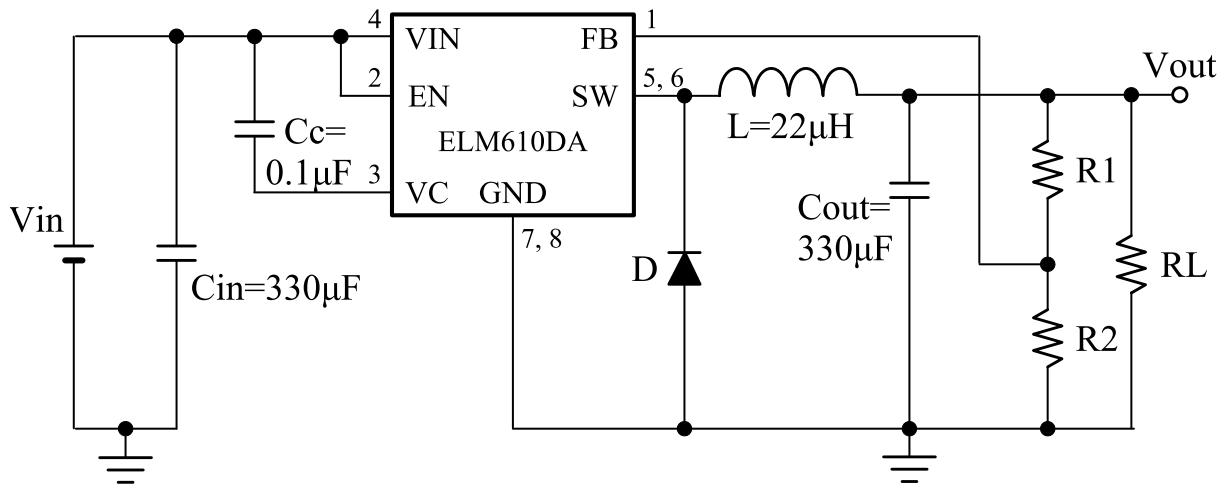 4
1
VIN
FB
Vout
2
5, 6
EN
SW
L=22μH
Cc=
0.1μF
ELM610DA
R1
3
VC
GND
Cout=
330μF
Vin
7, 8
D
RL
Cin=330μF
R2